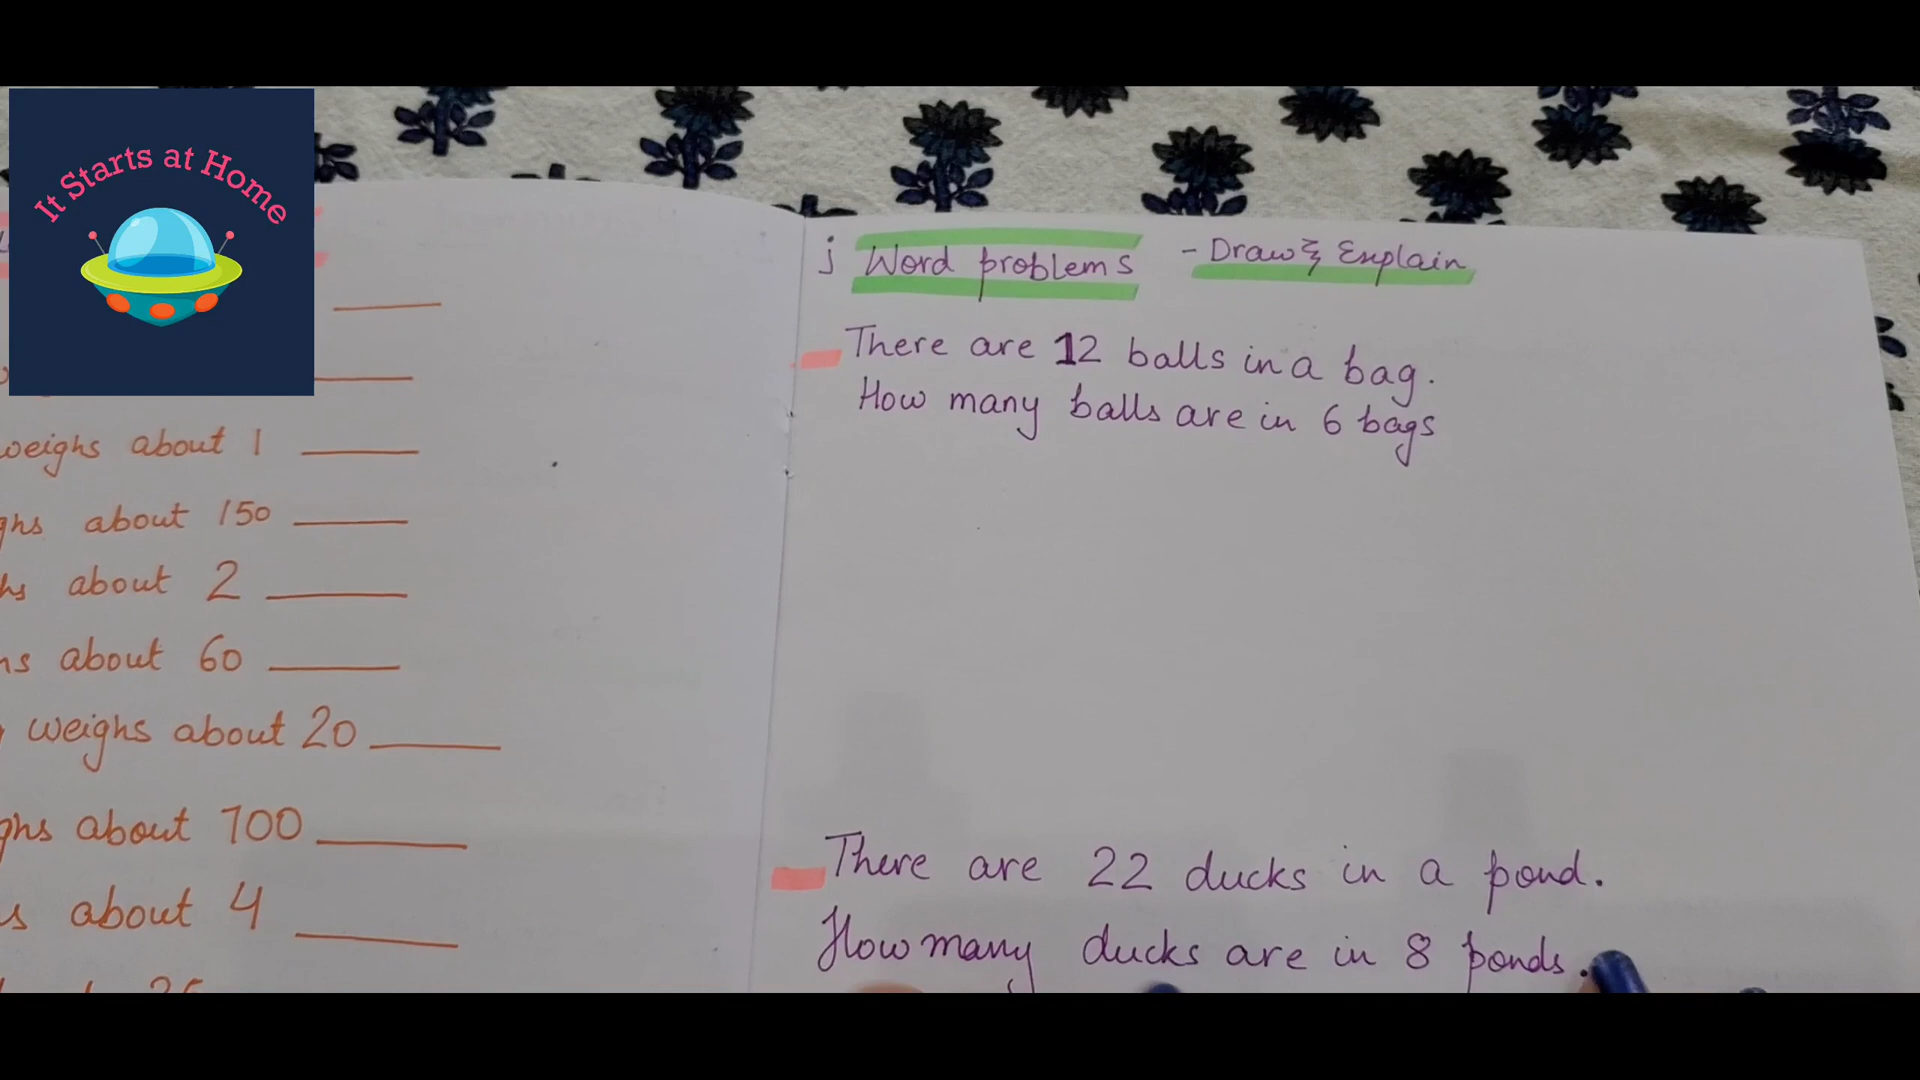 It Starts at Home
weighs about 1
about 150
about 2
about 60
weighs about 20
about 700
about 4
j Word problems - Draw & Explain
There are 12 balls in a bag.
How many balls are in 6 bags
There are 22 ducks in a pond.
How many ducks are in 8 ponds.